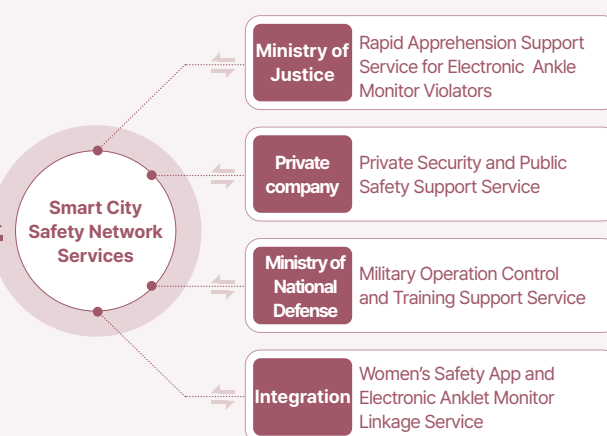 Smart City
Safety Network
Services
Ministry of
Justice
Rapid Apprehension Support
Service for Electronic Ankle
Monitor Violators
Private
company
Private Security and Public
Safety Support Service
Ministry of
National
Defense
Military Operation Control
and Training Support Service
Integration
Women’s Safety App and
Electronic Anklet Monitor
Linkage Service